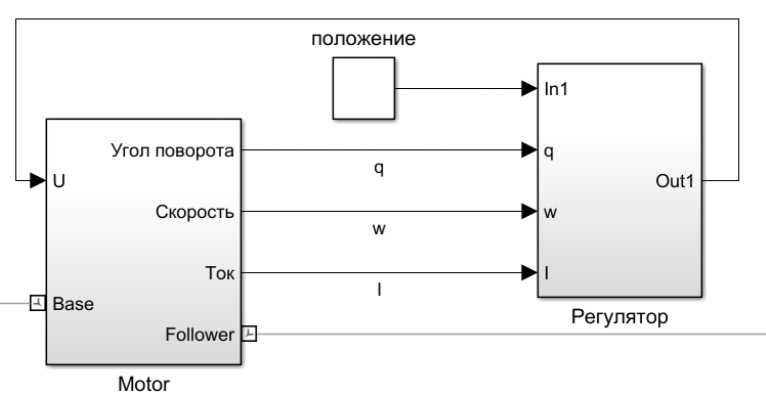 положение
In1
Угол поворота
q
q
U
Out1
Скорость
w
w
Ток
I
I
Base
Follower
Регулятор
Motor